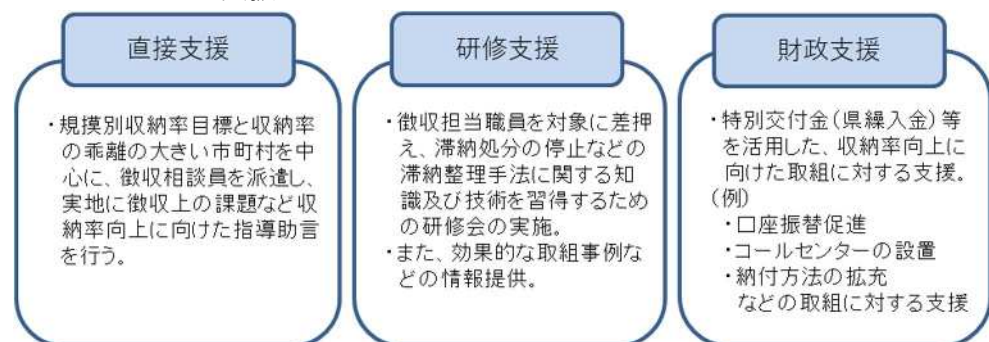 直接支援
・規模別収納率目標と収納率
の乖離の大きい市町村を中
心に、徴収相談員を派遣し、
実地に徴収上の課題など収
納率向上に向けた指導助言
を行う。
研修支援
・徴収担当職員を対象に差押
え、滞納処分の停止などの
滞納整理手法に関する知
識及び技術を習得するため
の研修会の実施。
・また、効果的な取組事例な
どの情報提供。
財政支援
・特別交付金(県繰入金)等
を活用した、収納率向上に
向けた取組に対する支援。
(例)
・口座振替促進
・コールセンターの設置
・納付方法の拡充
などの取組に対する支援